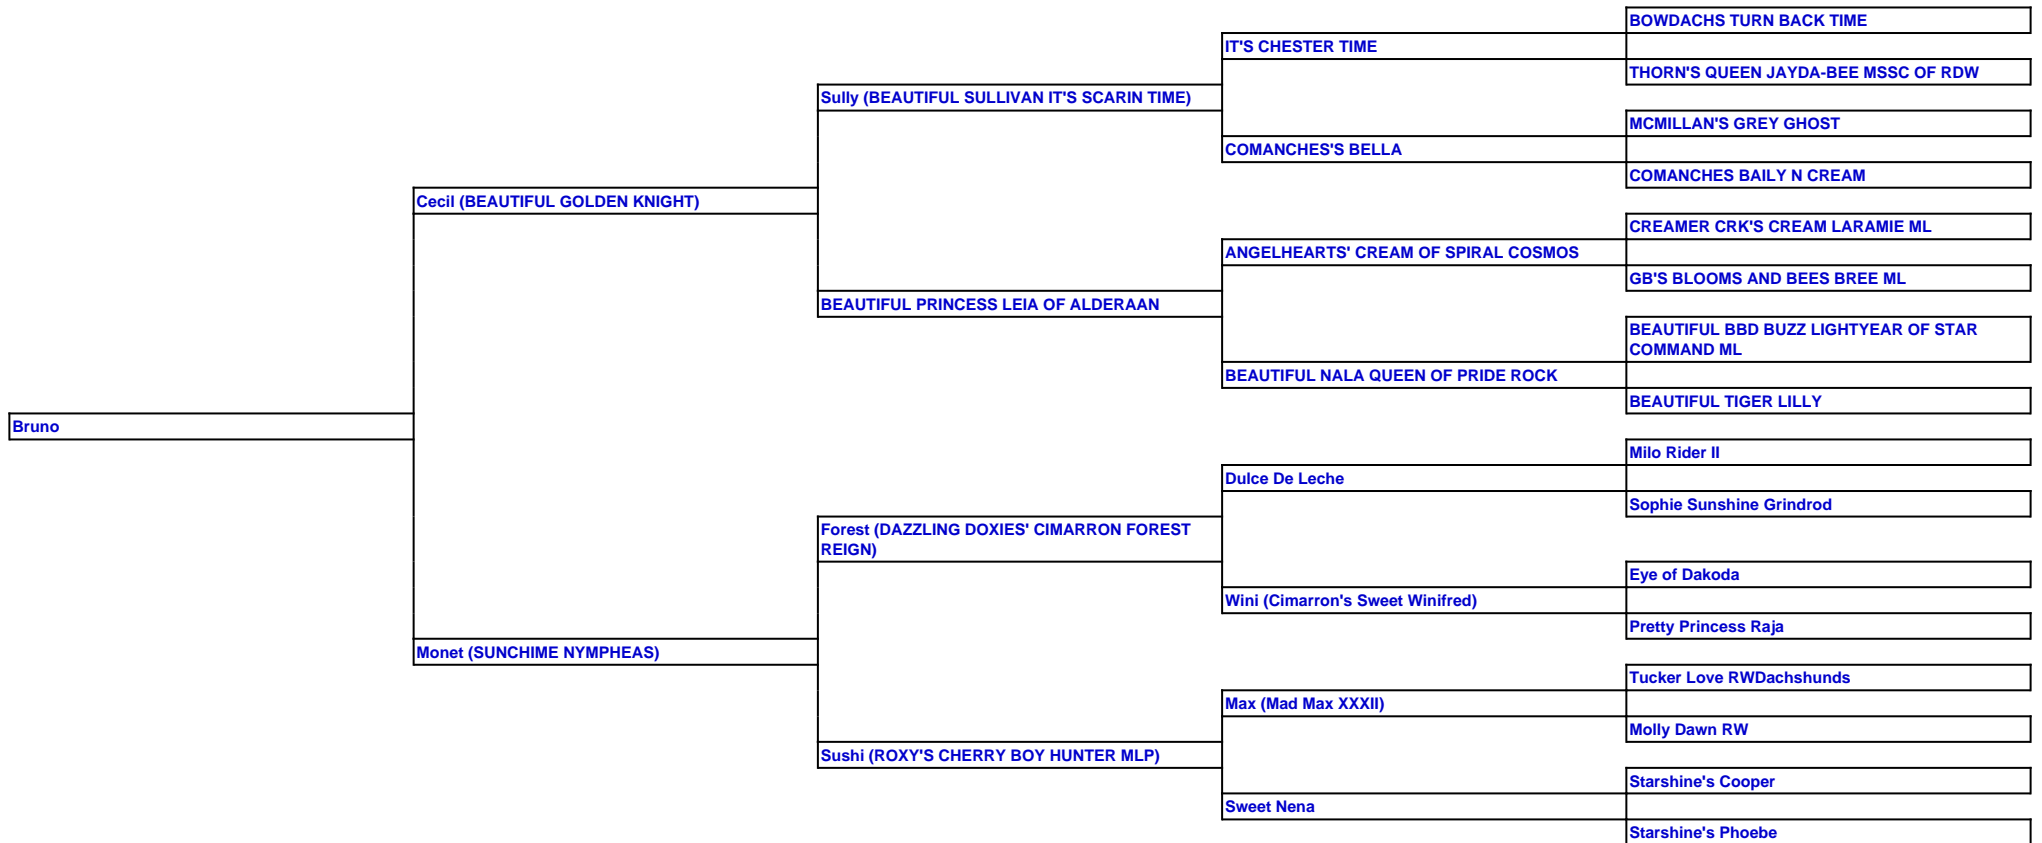 BOWDACHS TURN BACK TIME
IT'S CHESTER TIME
THORN'S QUEEN JAYDA-BEE MSSC OF RDW
Sully (BEAUTIFUL SULLIVAN IT'S SCARIN TIME)
MCMILLAN'S GREY GHOST
COMANCHES'S BELLA
COMANCHES BAILY N CREAM
Cecil (BEAUTIFUL GOLDEN KNIGHT)
CREAMER CRK'S CREAM LARAMIE ML
ANGELHEARTS' CREAM OF SPIRAL COSMOS
GB'S BLOOMS AND BEES BREE ML
BEAUTIFUL PRINCESS LEIA OF ALDERAAN
BEAUTIFUL BBD BUZZ LIGHTYEAR OF STAR
COMMAND ML
BEAUTIFUL NALA QUEEN OF PRIDE ROCK
BEAUTIFUL TIGER LILLY
Bruno
Milo Rider II
Dulce De Leche
Sophie Sunshine Grindrod
Forest (DAZZLING DOXIES' CIMARRON FOREST
REIGN)
Eye of Dakoda
Wini (Cimarron's Sweet Winifred)
Pretty Princess Raja
Monet (SUNCHIME NYMPHEAS)
Tucker Love RWDachshunds
Max (Mad Max XXXII)
Molly Dawn RW
Sushi (ROXY'S CHERRY BOY HUNTER MLP)
Starshine's Cooper
Sweet Nena
Starshine's Phoebe